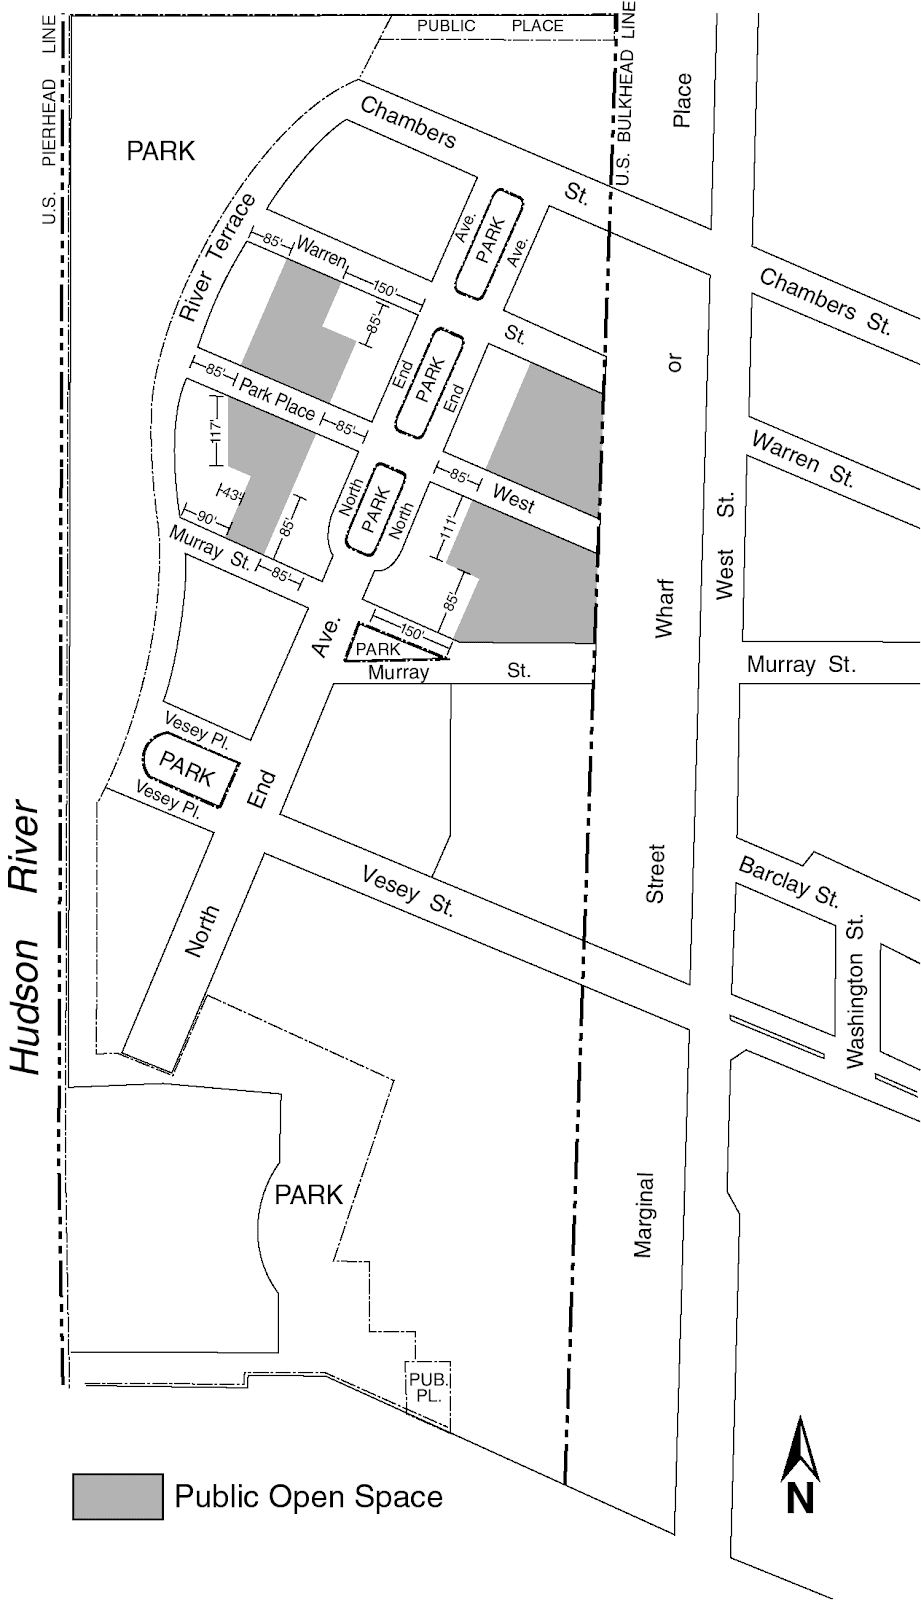 PUBLIC PLACE
U.S. PIERHEAD LINE
U.S. BULKHEAD LINE
Place
PARK
Chambers
St.
River Terrace
Ave.
PARK
Ave.
85'
Warren
150'
85'
St.
Chambers St.
or
End
PARK
End
85'
Park Place
85'
117'
43'
90'
85'
85'
Murray St.
North
PARK
North
85'
West
111'
85'
150'
Warren St.
West St.
Wharf
Ave.
PARK
Murray St.
Murray St.
Vesey Pl.
PARK
Vesey Pl.
End
Hudson River
Vesey St.
Street
Barclay St.
Washington St.
North
PARK
Marginal
PUB.
PL.
N
Public Open Space